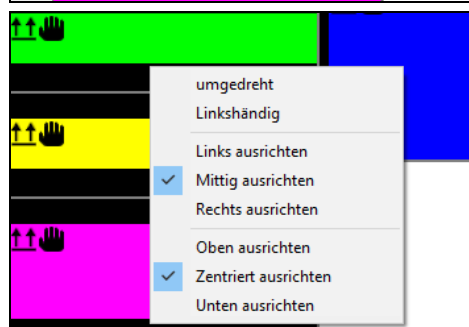 umgedreht
Linkshändig
Links ausrichten
Mittig ausrichten
Rechts ausrichten
Oben ausrichten
Zentriert ausrichten
Unten ausrichten